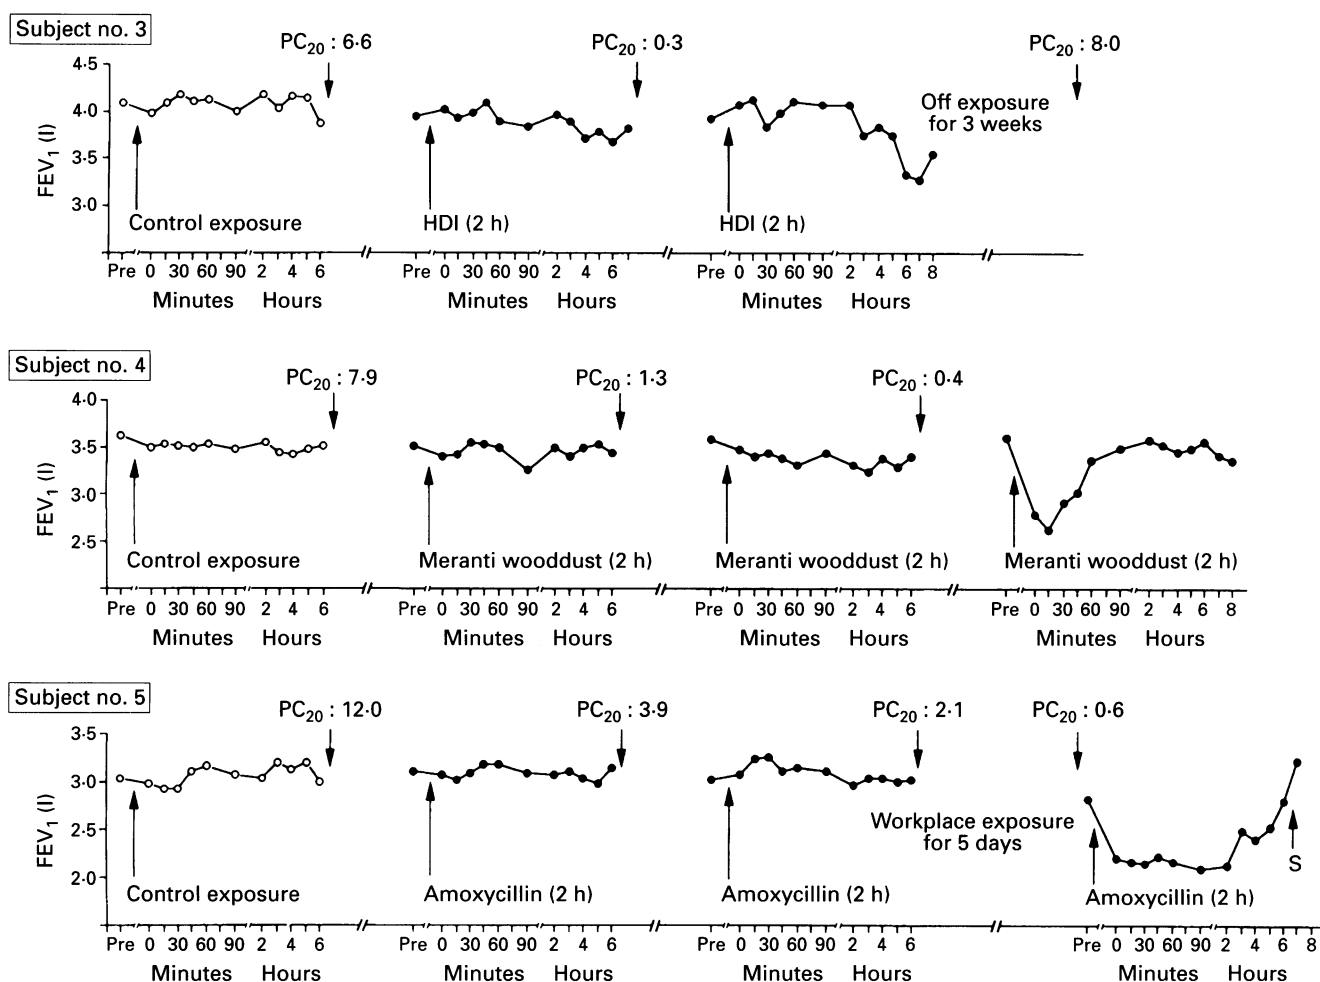 Subject no. 3
PC20 : 6·6
PC20 : 0·3
PC20 : 8·0
4·5
4·0
3·5
3·0
FEV1 (l)
Off exposure
for 3 weeks
Control exposure
HDI (2 h)
HDI (2 h)
Pre 0 30 60 90 2 4 6
Pre 0 30 60 90 2 4 6
Pre 0 30 60 90 2 4 6 8
Minutes Hours
Minutes Hours
Minutes Hours
Subject no. 4
PC20 : 7·9
PC20 : 1·3
PC20 : 0·4
4·0
3·5
3·0
2·5
FEV1 (l)
Control exposure
Meranti wooddust (2 h)
Meranti wooddust (2 h)
Meranti wooddust (2 h)
Pre 0 30 60 90 2 4 6
Pre 0 30 60 90 2 4 6
Pre 0 30 60 90 2 4 6
Pre 0 30 60 90 2 4 6 8
Minutes Hours
Minutes Hours
Minutes Hours
Minutes Hours
Subject no. 5
PC20 : 12·0
PC20 : 3·9
PC20 : 2·1
PC20 : 0·6
3·5
3·0
2·5
2·0
FEV1 (l)
Workplace exposure
for 5 days
S
Control exposure
Amoxycillin (2 h)
Amoxycillin (2 h)
Amoxycillin (2 h)
Pre 0 30 60 90 2 4 6
Pre 0 30 60 90 2 4 6
Pre 0 30 60 90 2 4 6
Pre 0 30 60 90 2 4 6 8
Minutes Hours
Minutes Hours
Minutes Hours
Minutes Hours